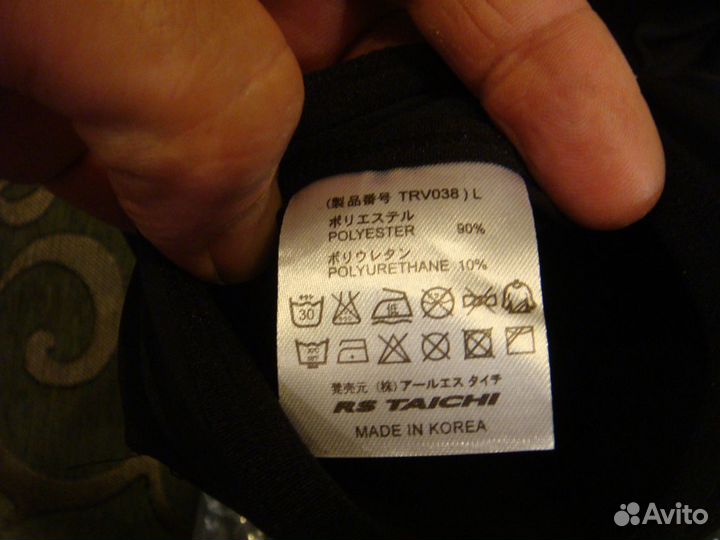 (製品番号 TRV038) L
ポリエステル
POLYESTER 90%
ポリウレタン
POLYURETHANE 10%
30 低
発売元 (株) アールエス タイチ
RS TAICHI
MADE IN KOREA
Avito